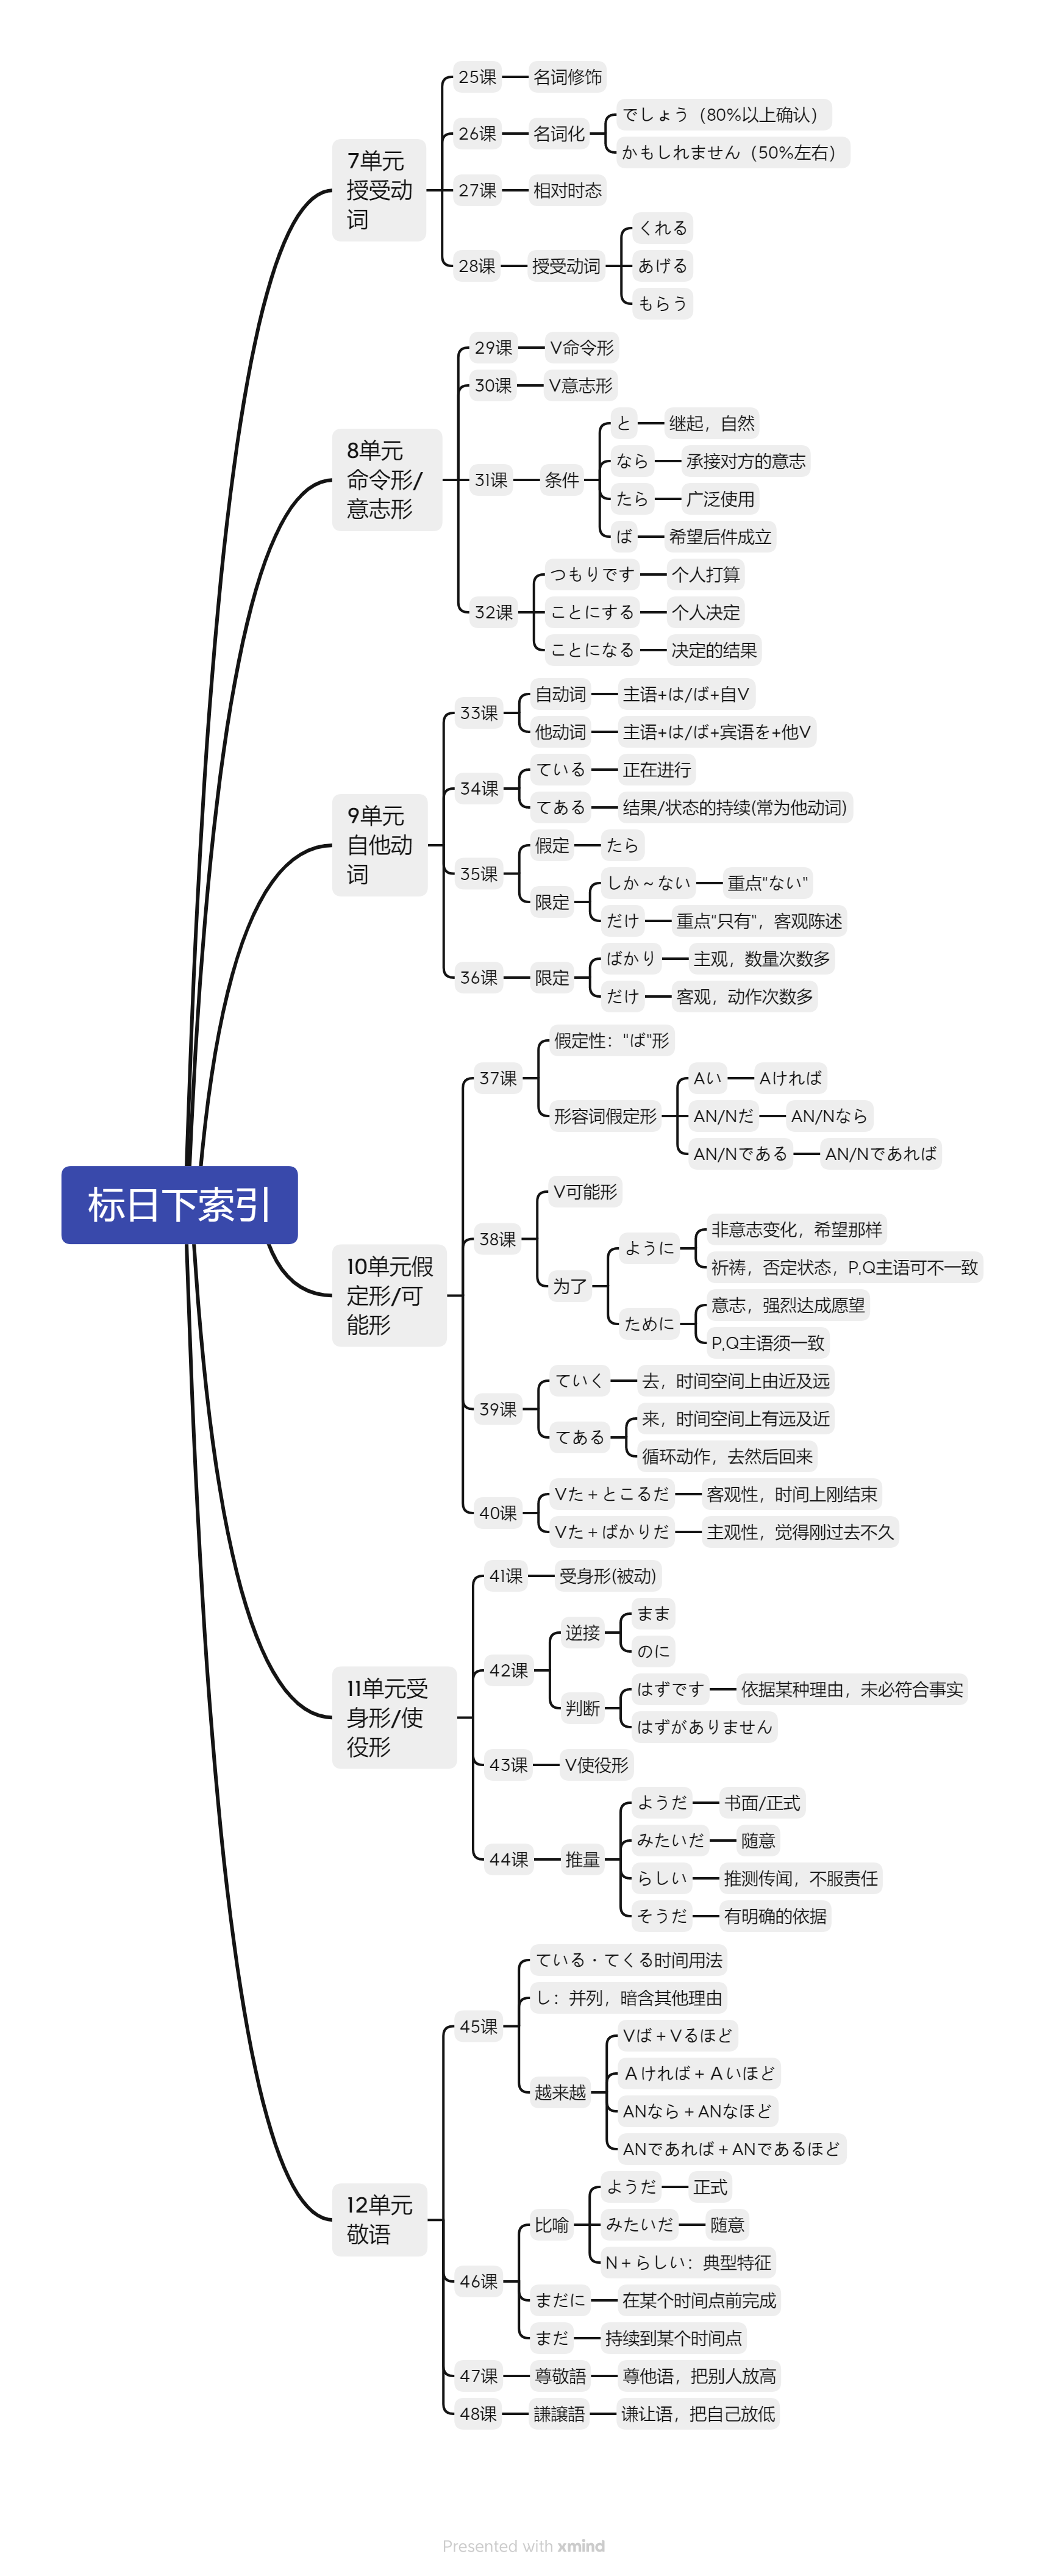 标日下索引
7单元
授受动
词
25课
名词修饰
26课
名词化
でしょう（80%以上确认）
かもしれません（50%左右）
27课
相对时态
28课
授受动词
くれる
あげる
もらう
8单元
命令形/
意志形
29课
V命令形
30课
V意志形
31课
条件
と
继起，自然
なら
承接对方的意志
たら
广泛使用
ば
希望后件成立
32课
つもりです
个人打算
ことにする
个人决定
ことになる
决定的结果
9单元
自他动
词
33课
自动词
主语+は/ば+自V
他动词
主语+は/ば+宾语を+他V
34课
ている
正在进行
てある
结果/状态的持续(常为他动词)
35课
假定
たら
限定
しか～ない
重点"ない"
だけ
重点"只有"，客观陈述
36课
限定
ばかり
主观，数量次数多
だけ
客观，动作次数多
10单元假
定形/可
能形
37课
假定性："ば"形
形容词假定形
Aい
Aければ
AN/Nだ
AN/Nなら
AN/Nである
AN/Nであれば
38课
V可能形
为了
ように
非意志变化，希望那样
祈祷，否定状态，P,Q主语可不一致
ために
意志，强烈达成愿望
P,Q主语须一致
39课
ていく
去，时间空间上由近及远
てある
来，时间空间上有远及近
循环动作，去然后回来
40课
Vた＋とこるだ
客观性，时间上刚结束
Vた＋ばかりだ
主观性，觉得刚过去不久
11单元受
身形/使
役形
41课
受身形(被动)
42课
逆接
まま
のに
判断
はずです
依据某种理由，未必符合事实
はずがありません
43课
V使役形
44课
推量
ようだ
书面/正式
みたいだ
随意
らしい
推测传闻，不服责任
そうだ
有明确的依据
12单元
敬语
45课
ている・てくる时间用法
し：并列，暗含其他理由
越来越
Vば＋Vるほど
Ａければ＋Ａいほど
ANなら＋ANなほど
ANであれば＋ANであるほど
46课
比喻
ようだ
正式
みたいだ
随意
N＋らしい：典型特征
まだに
在某个时间点前完成
まだ
持续到某个时间点
47课
尊敬語
尊他语，把别人放高
48课
謙譲語
谦让语，把自己放低
Presented with xmind